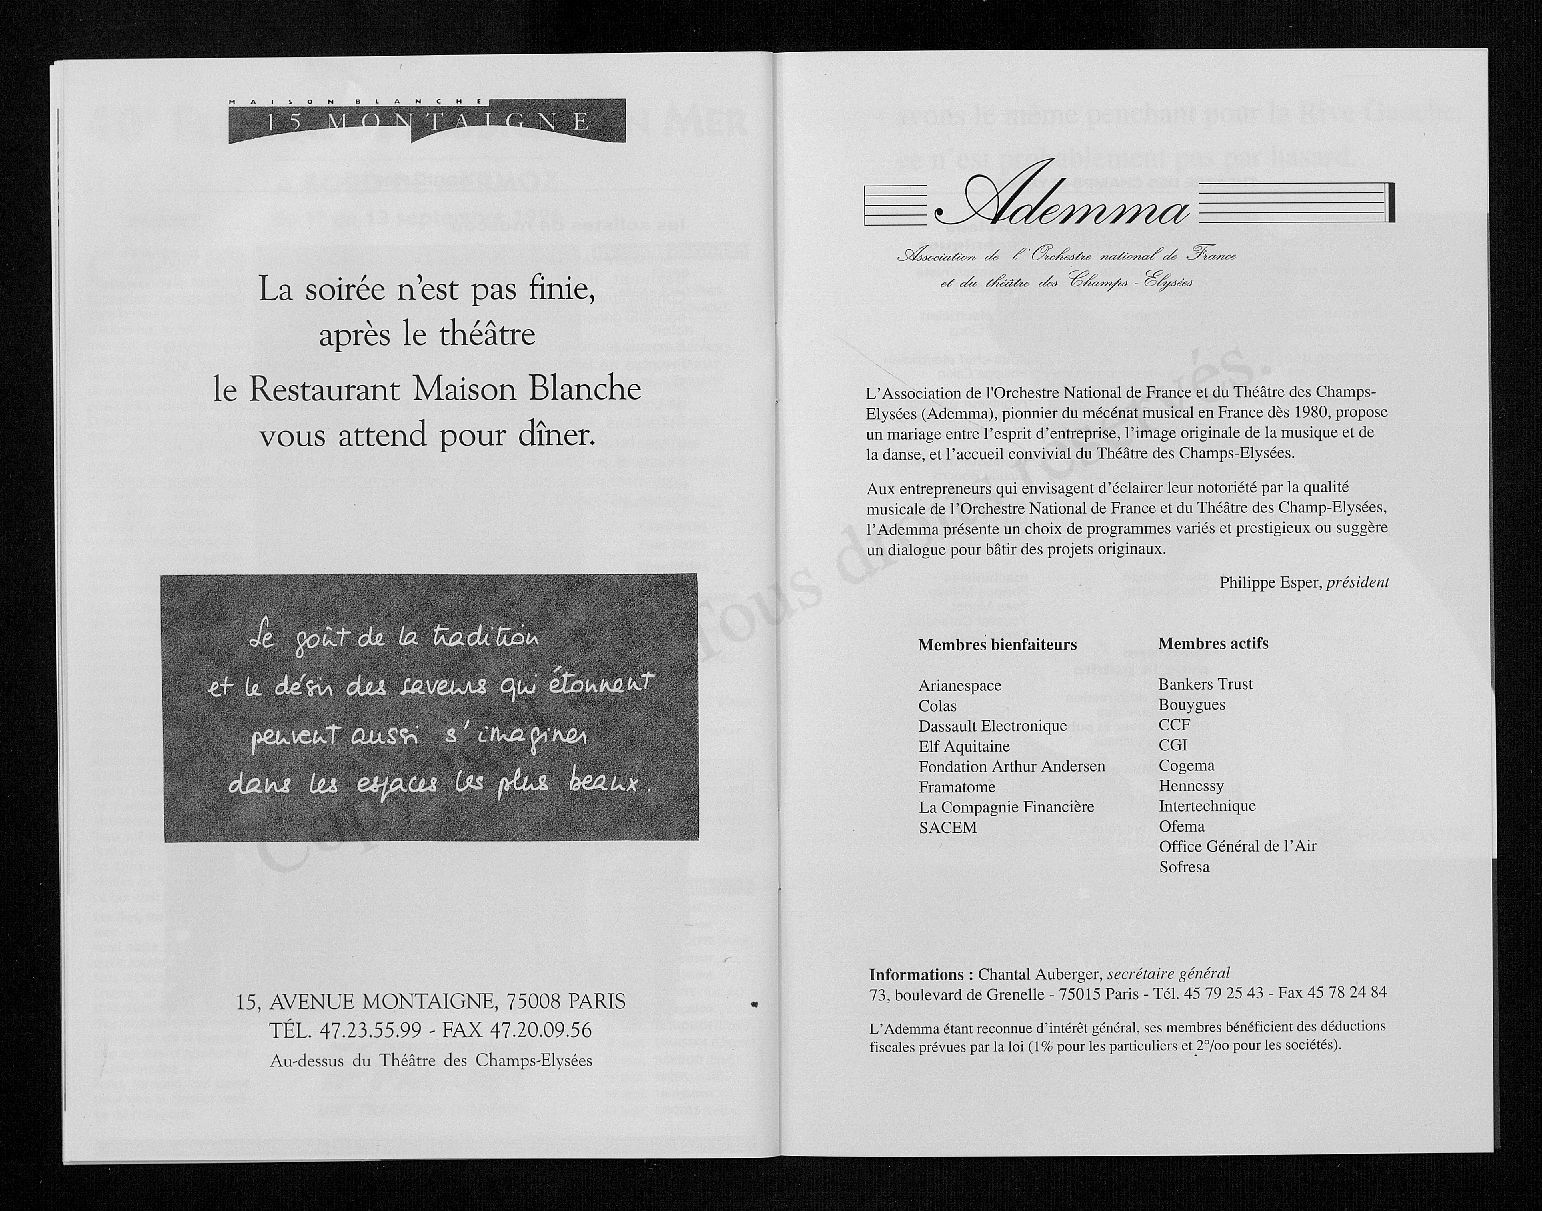 MAISON BLANCHE
15 MONTAIGNE
La soirée n'est pas finie,
après le théâtre
le Restaurant Maison Blanche
vous attend pour dîner.
Le goût de la tradition
et le désir des saveurs qui étonnent
peuvent aussi s'imaginer
dans les espaces les plus beaux.
15, AVENUE MONTAIGNE, 75008 PARIS
TÉL. 47.23.55.99 - FAX 47.20.09.56
Au-dessus du Théâtre des Champs-Elysées
Ademma
Association de l'Orchestre national de France
et du théâtre des Champs-Elysées
L'Association de l'Orchestre National de France et du Théâtre des Champs-
Elysées (Ademma), pionnier du mécénat musical en France dès 1980, propose
un mariage entre l'esprit d'entreprise, l'image originale de la musique et de
la danse, et l'accueil convivial du Théâtre des Champs-Elysées.
Aux entrepreneurs qui envisagent d'éclairer leur notoriété par la qualité
musicale de l'Orchestre National de France et du Théâtre des Champ-Elysées,
l'Ademma présente un choix de programmes variés et prestigieux ou suggère
un dialogue pour bâtir des projets originaux.
Philippe Esper, président
Membres bienfaiteurs
Arianespace
Colas
Dassault Electronique
Elf Aquitaine
Fondation Arthur Andersen
Framatome
La Compagnie Financière
SACEM
Membres actifs
Bankers Trust
Bouygues
CCF
CGI
Cogema
Hennessy
Intertechnique
Ofema
Office Général de l'Air
Sofresa
Informations : Chantal Auberger, secrétaire général
73, boulevard de Grenelle - 75015 Paris - Tél. 45 79 25 43 - Fax 45 78 24 84
L'Ademma étant reconnue d'intérêt général, ses membres bénéficient des déductions
fiscales prévues par la loi (1% pour les particuliers et 2°/oo pour les sociétés).